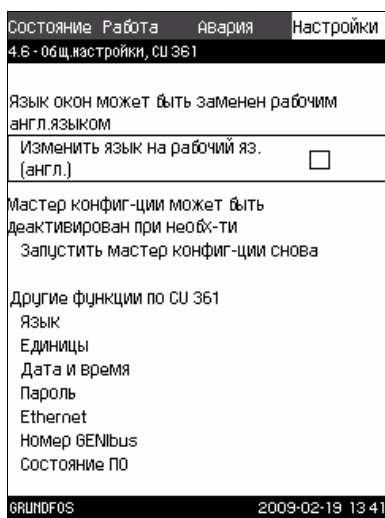 Состояние Работа Авария Настройки
4.6 - Общ.настройки, CU 361
Язык окон может быть заменен рабочим
англ.языком
Изменить язык на рабочий яз.
(англ.)
Мастер конфиг-ции может быть
деактивирован при необх-ти
Запустить мастер конфиг-ции снова
Другие функции по CU 361
Язык
Единицы
Дата и время
Пароль
Ethernet
Номер GENIbus
Состояние ПО
GRUNDFOS 2009-02-19 13:41